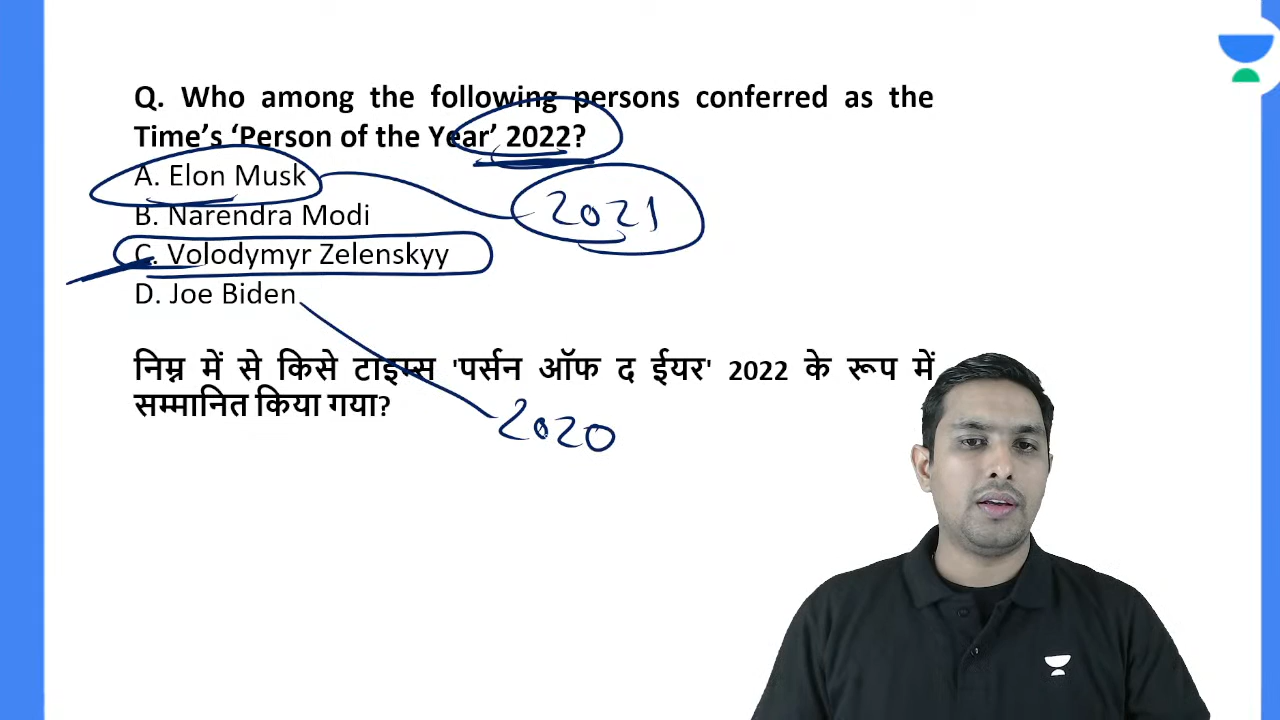 Q. Who among the following persons conferred as the
Time's 'Person of the Year' 2022?
A. Elon Musk
2021
B. Narendra Modi
C. Volodymyr Zelenskyy
D. Joe Biden
निम्न में से किसे टाइम्स 'पर्सन ऑफ द ईयर' 2022 के रूप में
सम्मानित किया गया?
2020